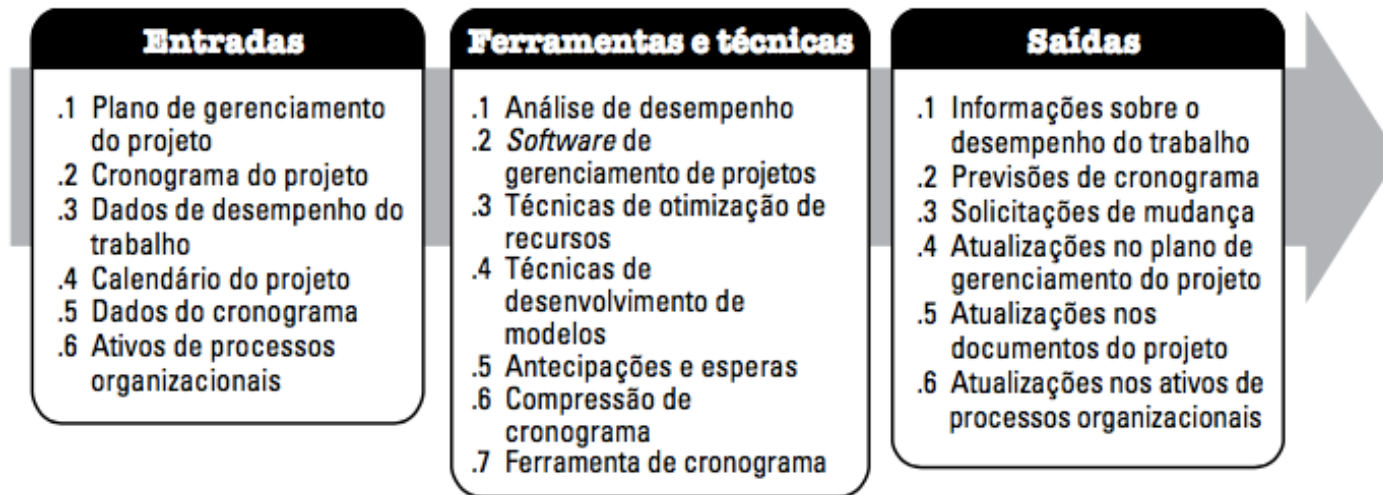 Entradas
.1 Plano de gerenciamento
do projeto
.2 Cronograma do projeto
.3 Dados de desempenho do
trabalho
.4 Calendário do projeto
.5 Dados do cronograma
.6 Ativos de processos
organizacionais
Ferramentas e técnicas
.1 Análise de desempenho
.2 Software de
gerenciamento de projetos
.3 Técnicas de otimização de
recursos
.4 Técnicas de
desenvolvimento de
modelos
.5 Antecipações e esperas
.6 Compressão de
cronograma
.7 Ferramenta de cronograma
Saídas
.1 Informações sobre o
desempenho do trabalho
.2 Previsões de cronograma
.3 Solicitações de mudança
.4 Atualizações no plano de
gerenciamento do projeto
.5 Atualizações nos
documentos do projeto
.6 Atualizações nos ativos de
processos organizacionais